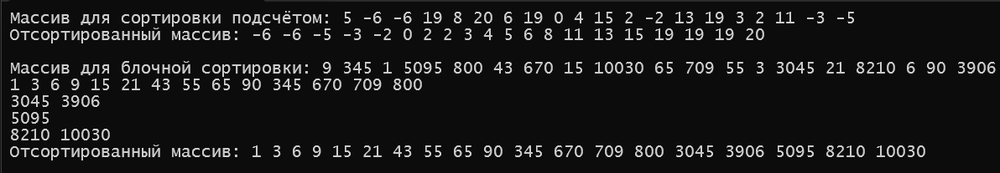 Массив для сортировки подсчётом: 5 -6 -6 19 8 20 6 19 0 4 15 2 -2 13 19 3 2 11 -3 -5
Отсортированный массив: -6 -6 -5 -3 -2 0 2 2 3 4 5 6 8 11 13 15 19 19 19 20
Массив для блочной сортировки: 9 345 1 5095 800 43 670 15 10030 65 709 55 3 3045 21 8210 6 90 3906
1 3 6 9 15 21 43 55 65 90 345 670 709 800
3045 3906
5095
8210 10030
Отсортированный массив: 1 3 6 9 15 21 43 55 65 90 345 670 709 800 3045 3906 5095 8210 10030